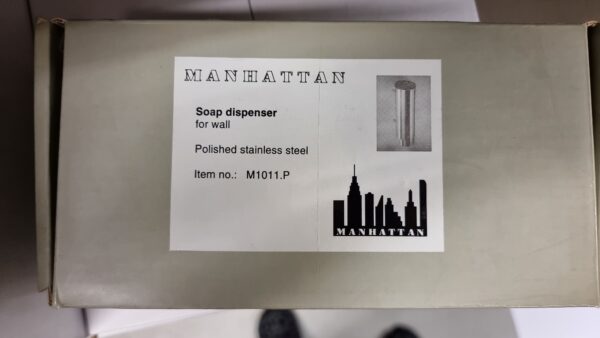 MANHATTAN
Soap dispenser
for wall
Polished stainless steel
Item no.: M1011.P
MANHATTAN